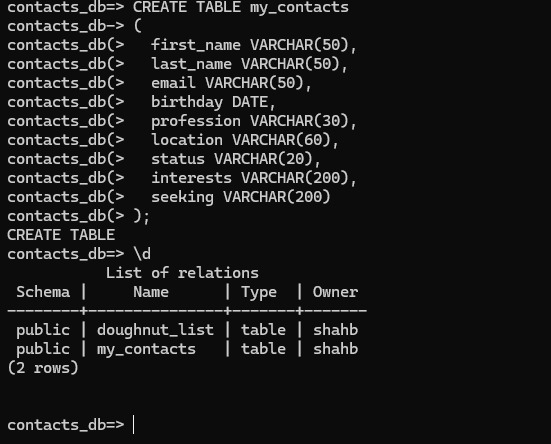 contacts_db=> CREATE TABLE my_contacts
contacts_db-> (
contacts_db(>   first_name VARCHAR(50),
contacts_db(>   last_name VARCHAR(50),
contacts_db(>   email VARCHAR(50),
contacts_db(>   birthday DATE,
contacts_db(>   profession VARCHAR(30),
contacts_db(>   location VARCHAR(60),
contacts_db(>   status VARCHAR(20),
contacts_db(>   interests VARCHAR(200),
contacts_db(>   seeking VARCHAR(200)
contacts_db(> );
CREATE TABLE
contacts_db=> \d
           List of relations
 Schema |     Name      | Type  | Owner
--------+---------------+-------+-------
 public | doughnut_list | table | shahb
 public | my_contacts   | table | shahb
(2 rows)
contacts_db=>